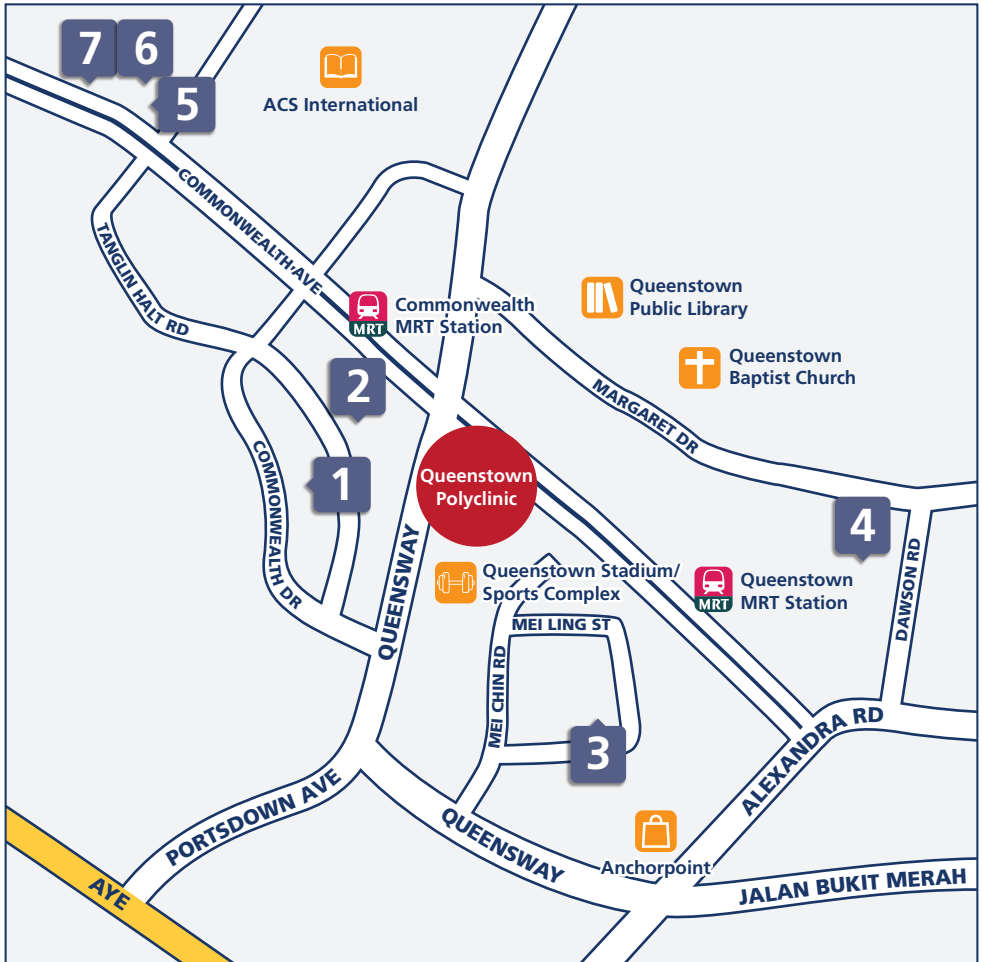 7
6
5
ACS International
COMMONWEALTH AVE
TANGLIN HALT RD
Queenstown
Public Library
MRT
Commonwealth
MRT Station
Queenstown
Baptist Church
2
MARGARET DR
COMMONWEALTH DR
1
Queenstown
Polyclinic
4
QUEENSWAY
DAWSON RD
Queenstown Stadium/
Sports Complex
MRT
Queenstown
MRT Station
MEI LING ST
MEI CHIN RD
3
ALEXANDRA RD
PORTSDOWN AVE
QUEENSWAY
Anchorpoint
AYE
JALAN BUKIT MERAH